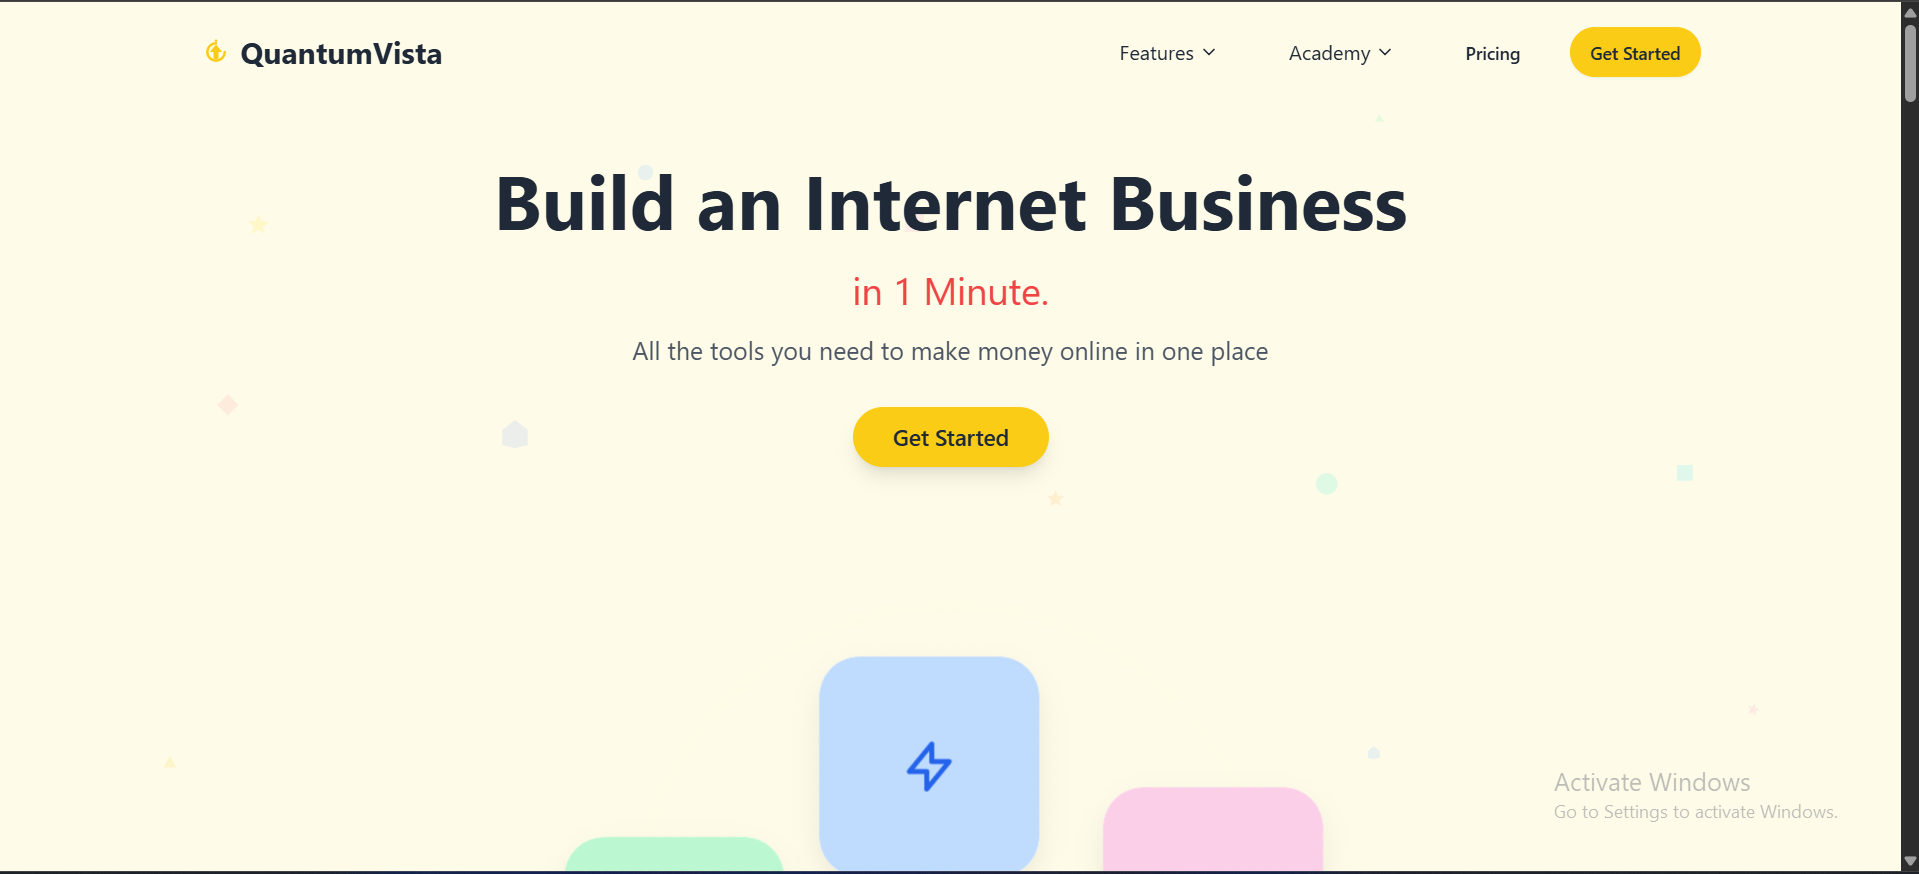 QuantumVista
Features
Academy
Pricing
Get Started
Build an Internet Business
in 1 Minute.
All the tools you need to make money online in one place
Get Started
Activate Windows
Go to Settings to activate Windows.